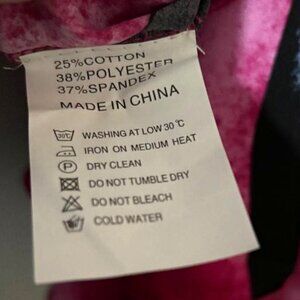 25%COTTON
38%POLYESTER
37%SPANDEX
MADE IN CHINA
WASHING AT LOW 30℃
IRON ON MEDIUM HEAT
DRY CLEAN
DO NOT TUMBLE DRY
DO NOT BLEACH
COLD WATER